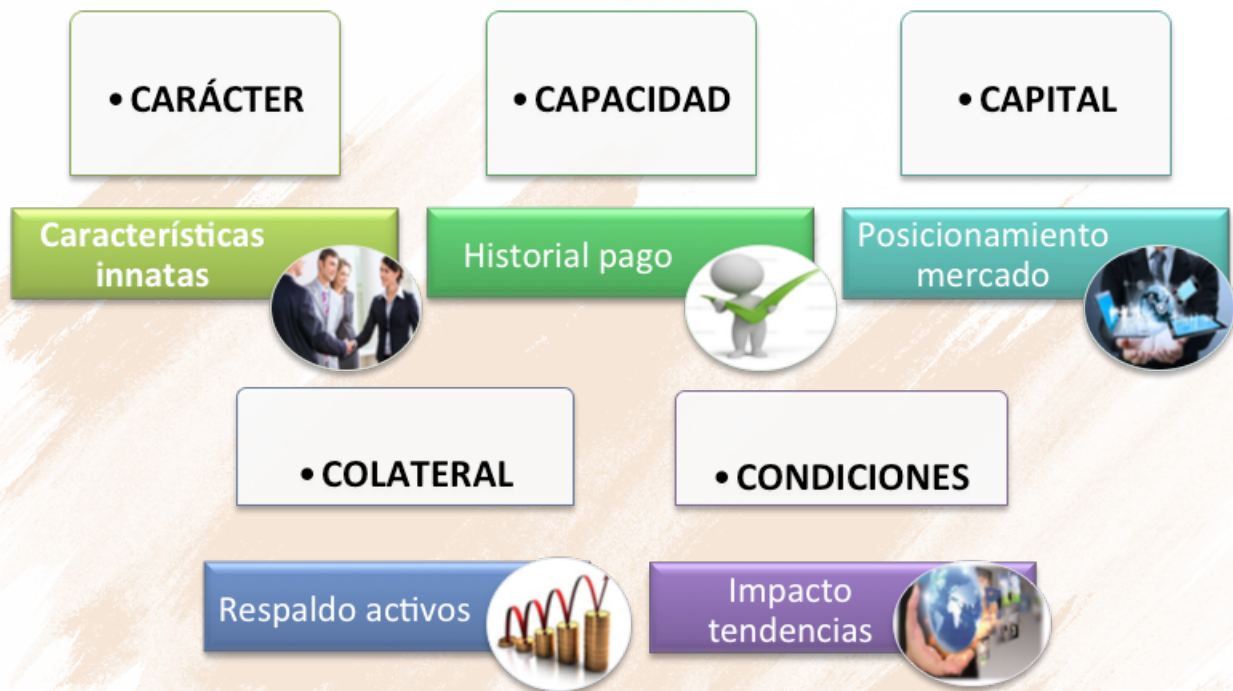 • CARÁCTER
• CAPACIDAD
• CAPITAL
Características
innatas
Historial pago
Posicionamiento
mercado
• COLATERAL
• CONDICIONES
Respaldo activos
Impacto
tendencias